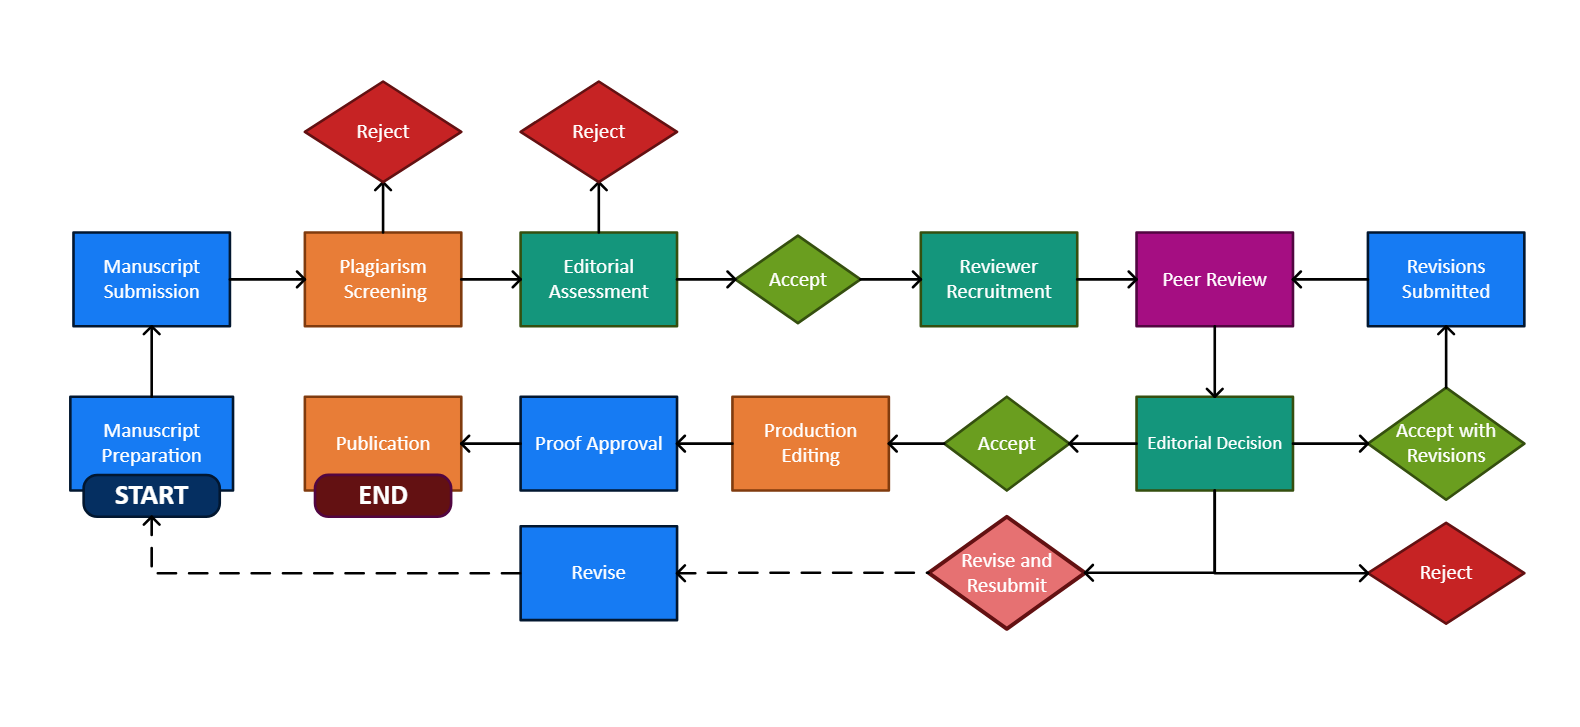 Reject
Reject
Manuscript
Submission
Plagiarism
Screening
Editorial
Assessment
Accept
Reviewer
Recruitment
Peer Review
Revisions
Submitted
Manuscript
Preparation
START
Publication
END
Proof Approval
Production
Editing
Accept
Editorial Decision
Accept with
Revisions
Revise
Revise and
Resubmit
Reject